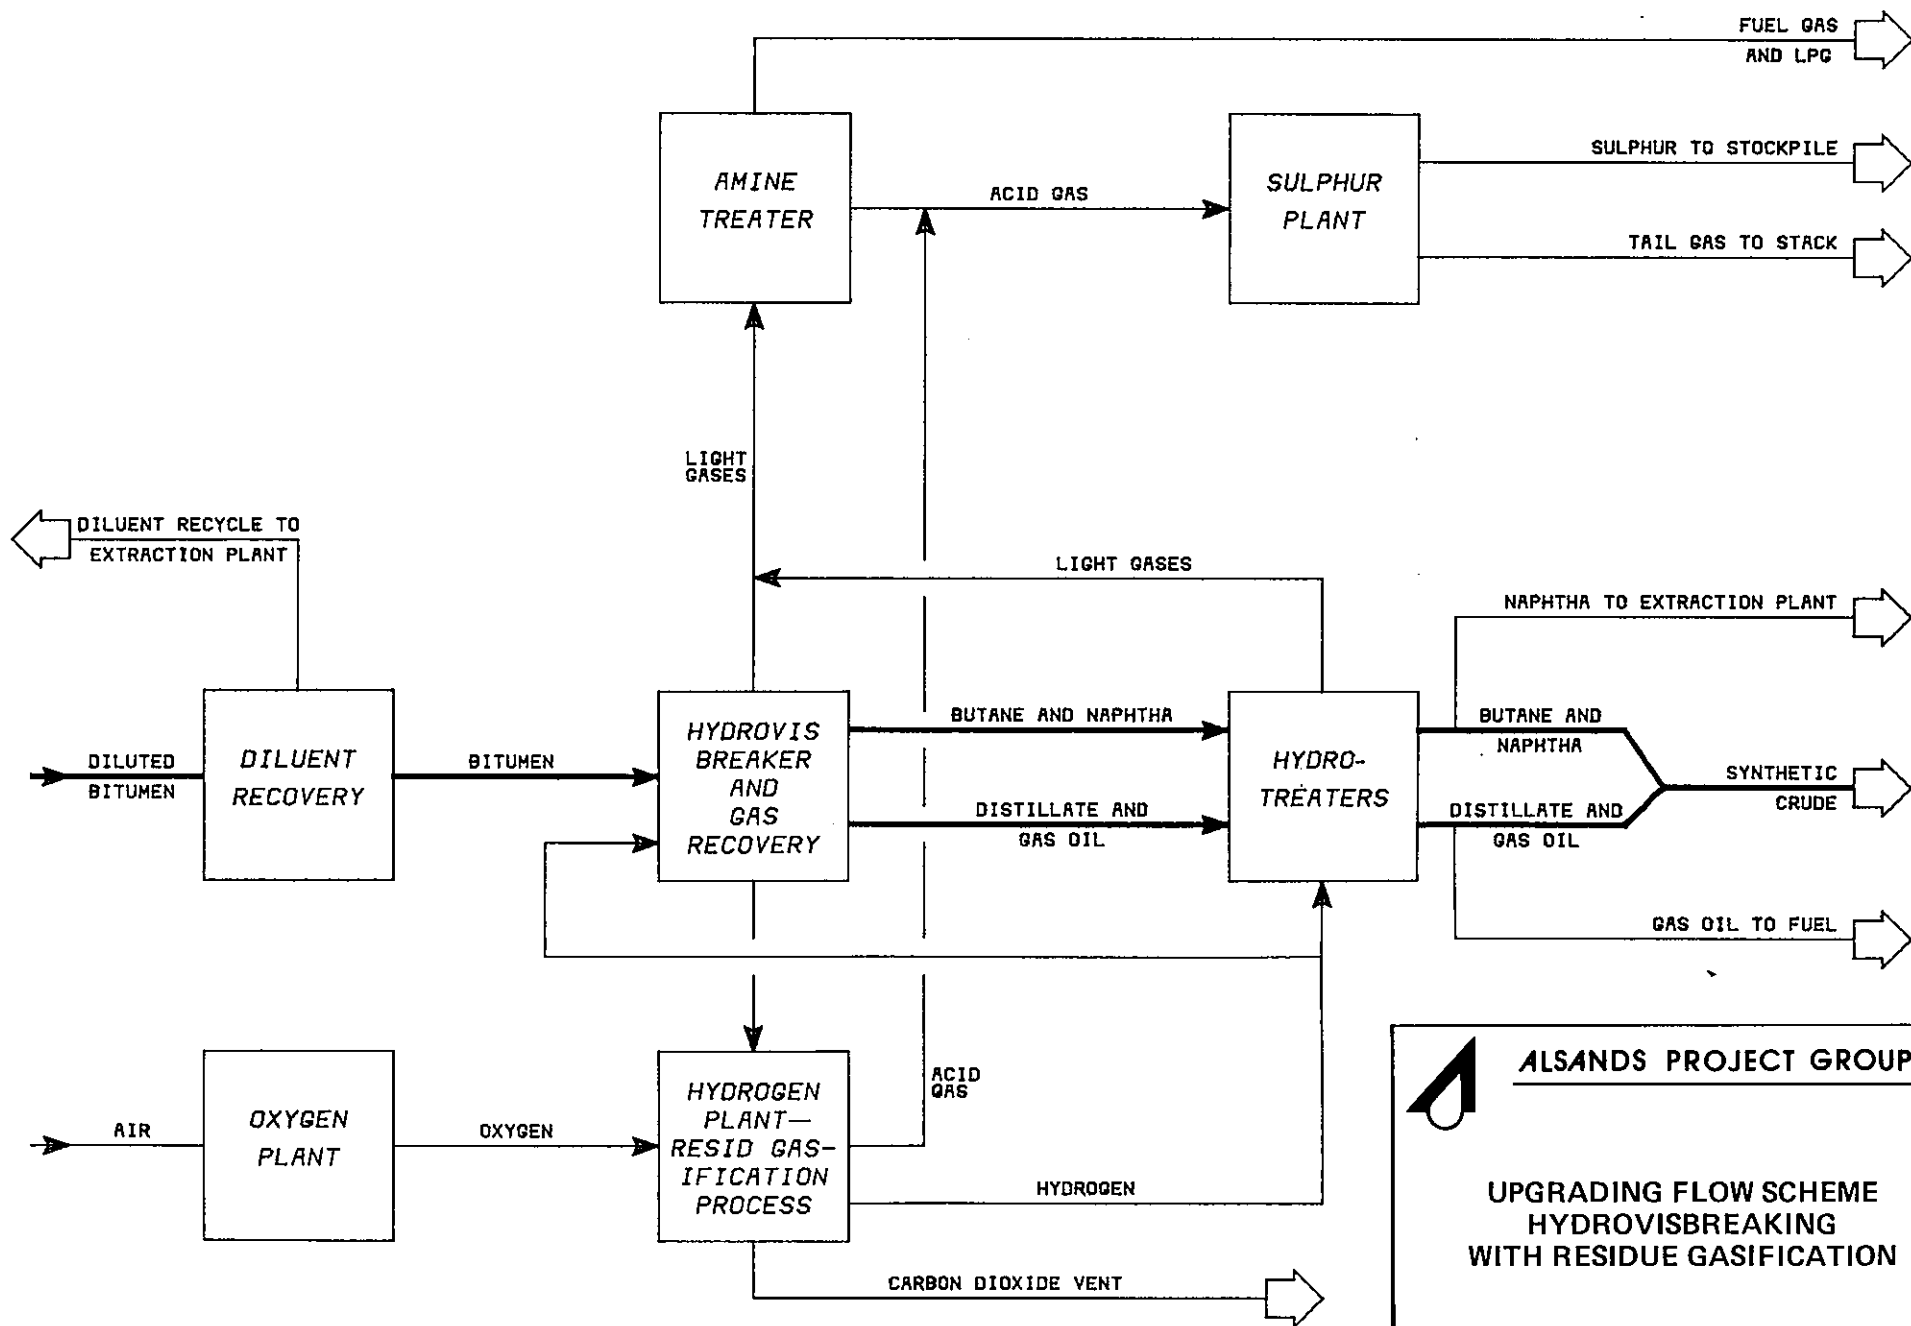 FUEL GAS
AND LPG
AMINE
TREATER
ACID GAS
SULPHUR
PLANT
SULPHUR TO STOCKPILE
TAIL GAS TO STACK
LIGHT
GASES
DILUENT RECYCLE TO
EXTRACTION PLANT
LIGHT GASES
NAPHTHA TO EXTRACTION PLANT
DILUTED
BITUMEN
DILUENT
RECOVERY
BITUMEN
HYDROVIS
BREAKER
AND
GAS
RECOVERY
BUTANE AND NAPHTHA
DISTILLATE AND
GAS OIL
HYDRO-
TREATERS
BUTANE AND
NAPHTHA
DISTILLATE AND
GAS OIL
SYNTHETIC
CRUDE
GAS OIL TO FUEL
AIR
OXYGEN
PLANT
OXYGEN
HYDROGEN
PLANT—
RESID GAS-
IFICATION
PROCESS
ACID
GAS
HYDROGEN
CARBON DIOXIDE VENT
ALSANDS PROJECT GROUP
UPGRADING FLOW SCHEME
HYDROVISBREAKING
WITH RESIDUE GASIFICATION